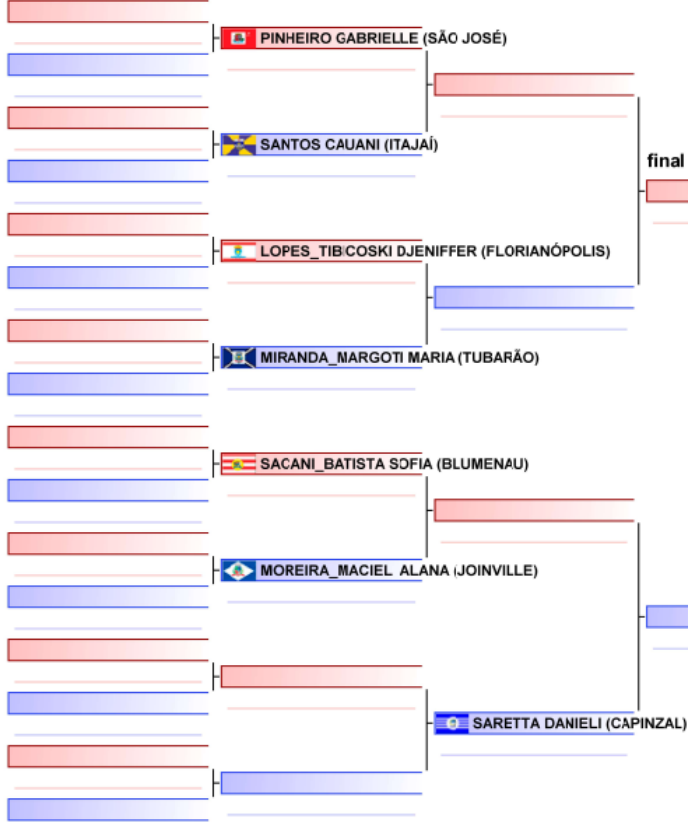 PINHEIRO GABRIELLE (SÃO JOSÉ)
SANTOS CAUANI (ITAJAÍ)
final
LOPES_TIBICOSKI DJENIFFER (FLORIANÓPOLIS)
MIRANDA_MARGOTI MARIA (TUBARÃO)
SACANI_BATISTA SOFIA (BLUMENAU)
MOREIRA_MACIEL ALANA (JOINVILLE)
SARETTA DANIELI (CAPINZAL)